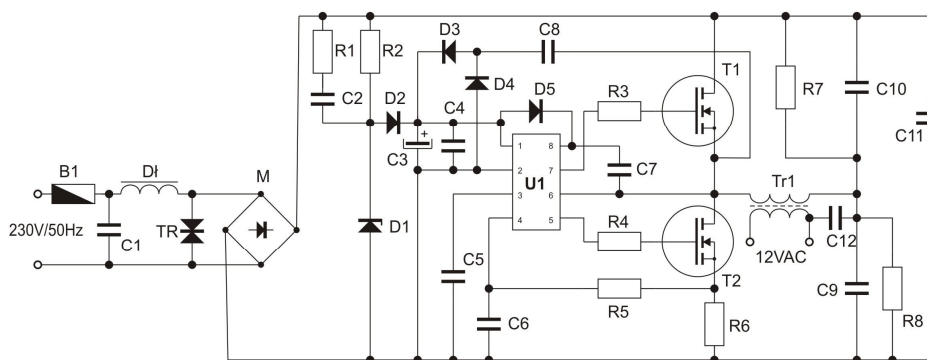 R1
R2
D3
C8
T1
D4
D5
R3
R7
C10
C2
D2
C4
C11
+
C3
1
8
2
7
U1
3
6
4
5
C7
B1
Dł
M
Tr1
230V/50Hz
C1
TR
D1
R4
C12
12VAC
C5
T2
C9
R5
R8
C6
R6